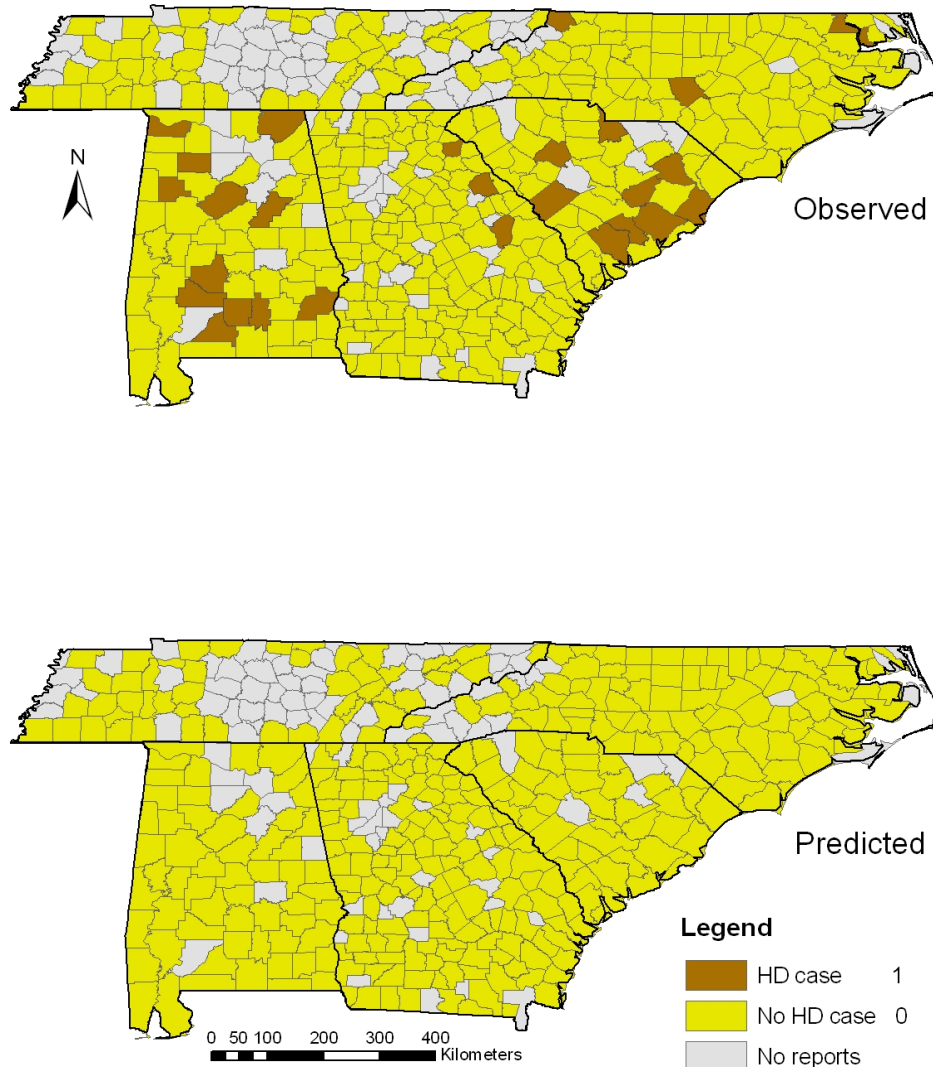 N
Observed
Predicted
Legend
HD case 1
No HD case 0
No reports
0 50 100 200 300 400
Kilometers